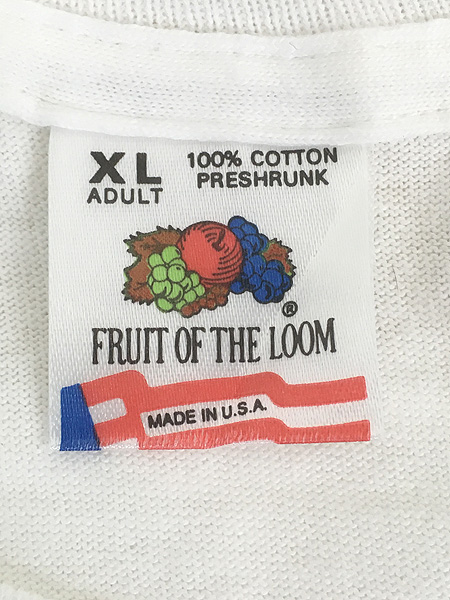 XL 100% COTTON
ADULT PRESHRUNK
®
FRUIT OF THE LOOM
MADE IN U.S.A.